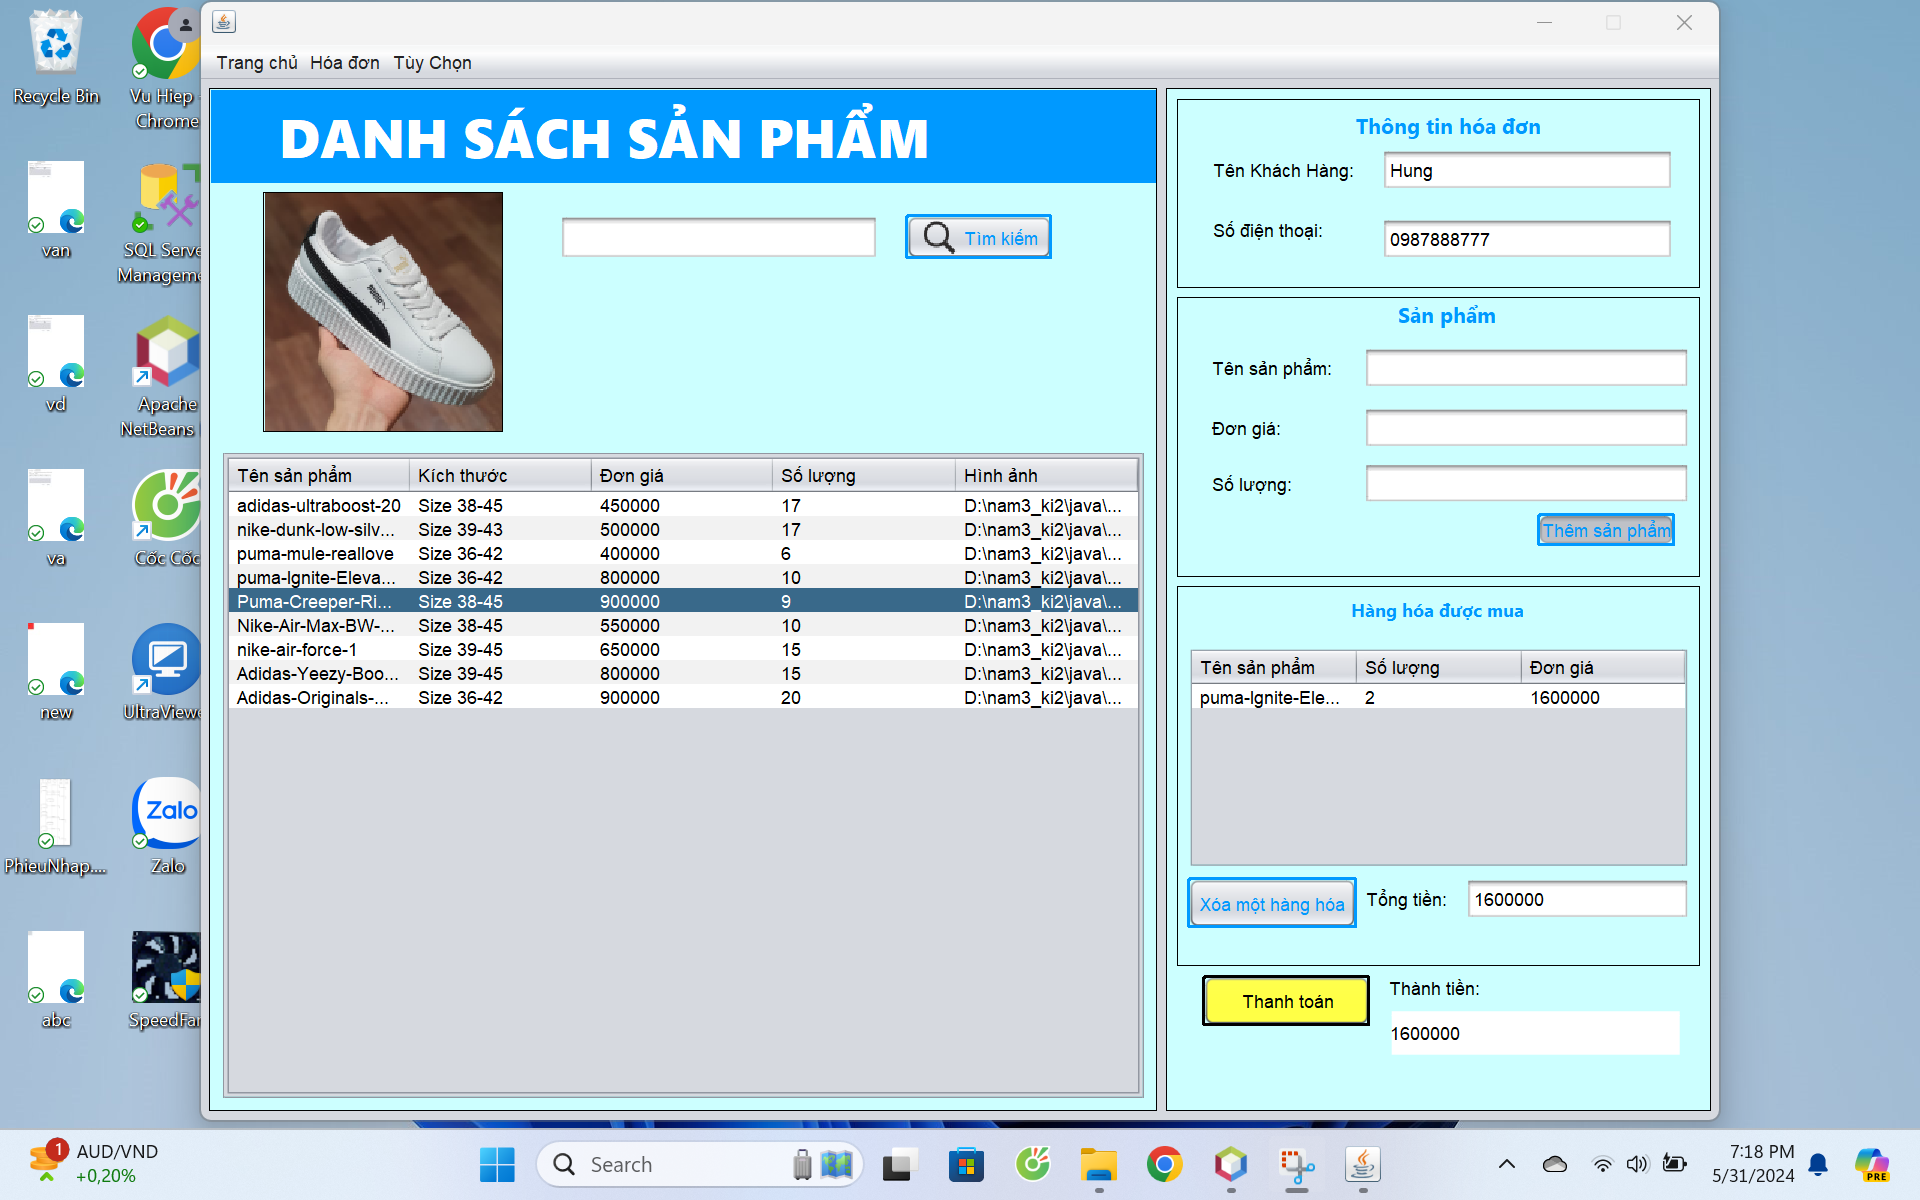 Recycle Bin
Vu Hiep -
Chrome
van
SQL Serve
Manageme
vd
Apache
NetBeans
va
Cốc Cốc
new
UltraViewe
PhieuNhap....
Zalo
Zalo
abc
SpeedFan
Trang chủ Hóa đơn Tùy Chọn
DANH SÁCH SẢN PHẨM
Tìm kiếm
Tên sản phẩm Kích thước Đơn giá Số lượng Hình ảnh
adidas-ultraboost-20 Size 38-45 450000 17 D:\nam3_ki2\java\...
nike-dunk-low-silv... Size 39-43 500000 17 D:\nam3_ki2\java\...
puma-mule-reallove Size 36-42 400000 6 D:\nam3_ki2\java\...
puma-Ignite-Eleva... Size 36-42 800000 10 D:\nam3_ki2\java\...
Puma-Creeper-Ri... Size 38-45 900000 9 D:\nam3_ki2\java\...
Nike-Air-Max-BW-... Size 38-45 550000 10 D:\nam3_ki2\java\...
nike-air-force-1 Size 39-45 650000 15 D:\nam3_ki2\java\...
Adidas-Yeezy-Boo... Size 39-45 800000 15 D:\nam3_ki2\java\...
Adidas-Originals-... Size 36-42 900000 20 D:\nam3_ki2\java\...
Thông tin hóa đơn
Tên Khách Hàng: Hung
Số điện thoại: 0987888777
Sản phẩm
Tên sản phẩm:
Đơn giá:
Số lượng:
Thêm sản phẩm
Hàng hóa được mua
Tên sản phẩm Số lượng Đơn giá
puma-Ignite-Ele... 2 1600000
Xóa một hàng hóa Tổng tiền: 1600000
Thanh toán Thành tiền:
1600000
1 AUD/VND
+0,20%
Search
7:18 PM
5/31/2024
PRE